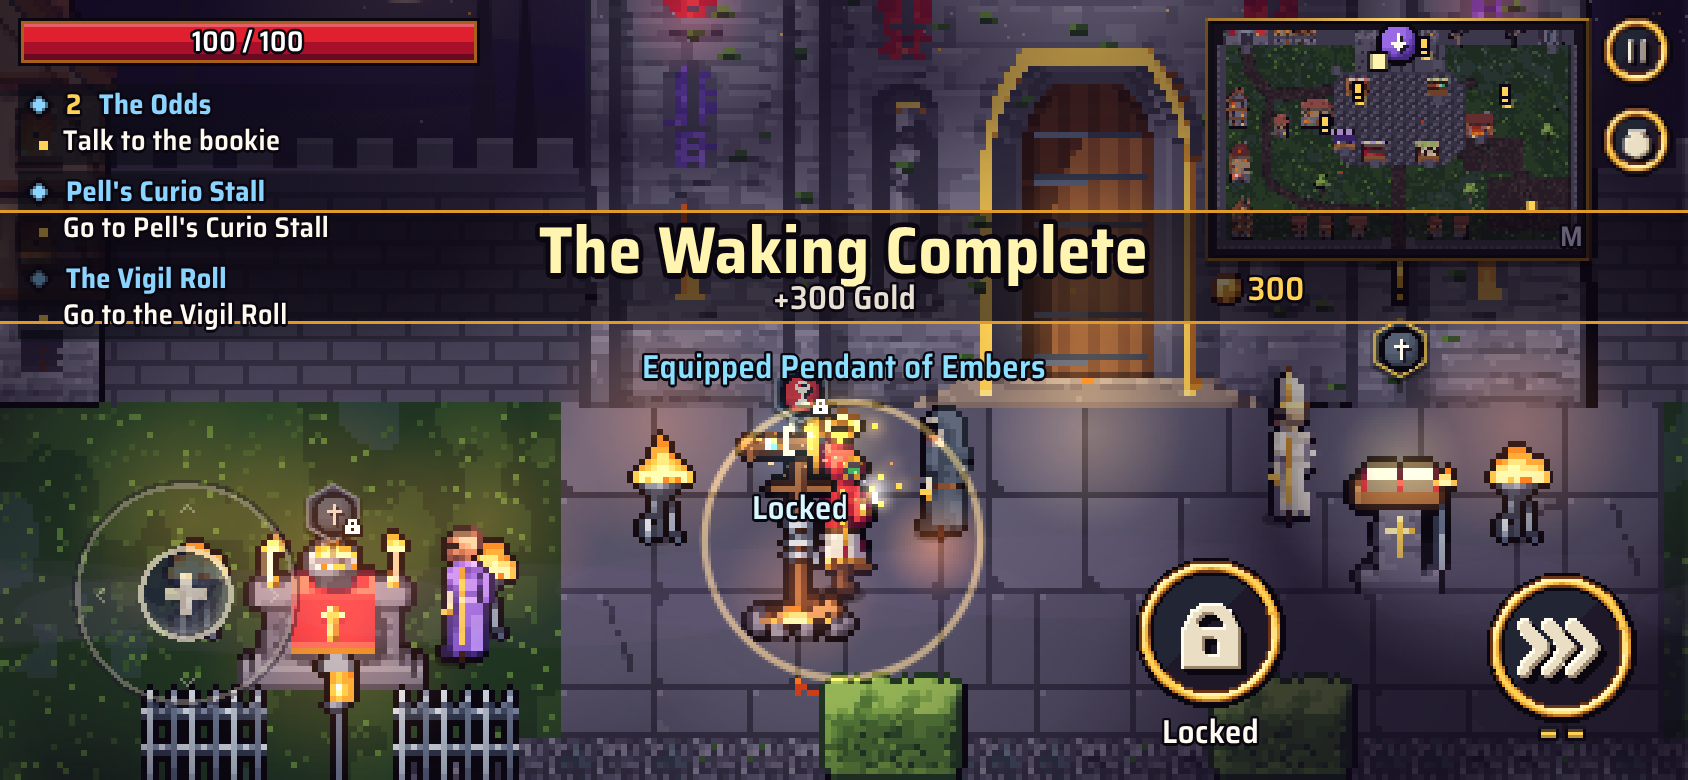 100 / 100
2 The Odds
Talk to the bookie
Pell's Curio Stall
Go to Pell's Curio Stall
The Vigil Roll
Go to the Vigil Roll
The Waking Complete
+300 Gold
M
300
Equipped Pendant of Embers
Locked
Locked